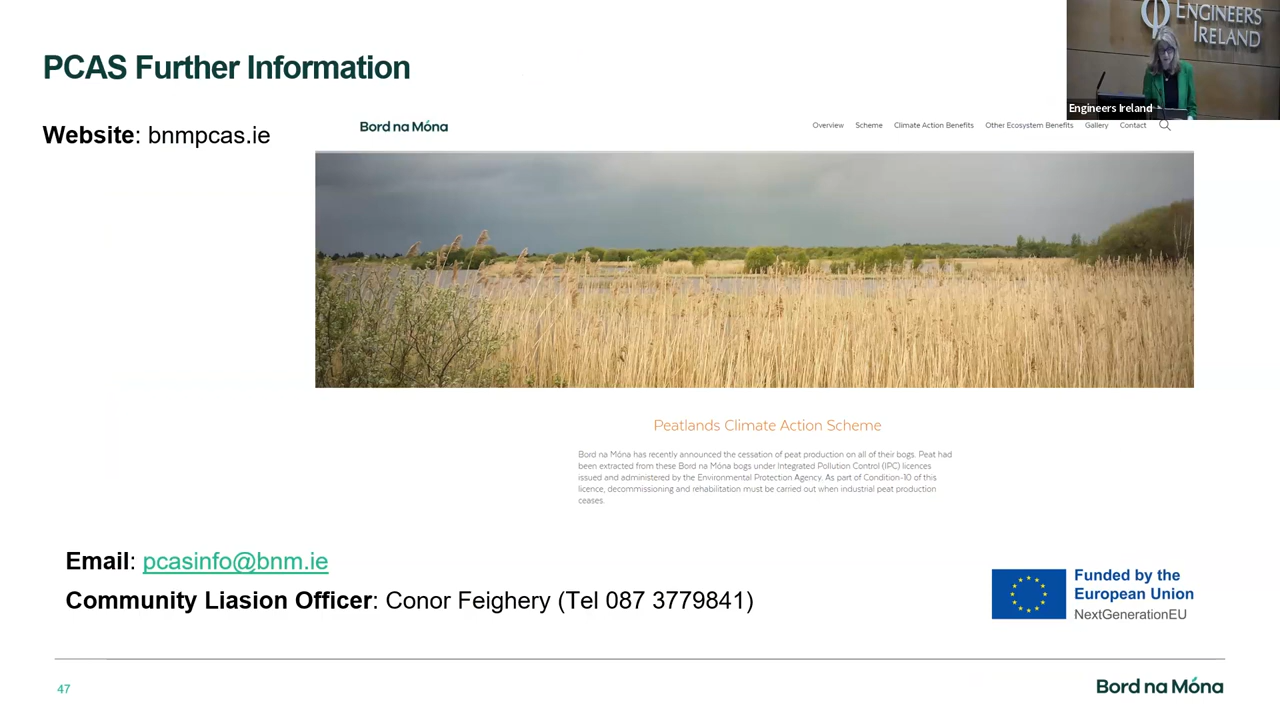 PCAS Further Information
ENGINEERS
IRELAND
Engineers Ireland
Website: bnmpcas.ie
Bord na Móna
Overview Scheme Climate Action Benefits Other Ecosystem Benefits Gallery Contact
Peatlands Climate Action Scheme
Bord na Móna has recently announced the cessation of peat production on all of their bogs. Peat had
been extracted from these Bord na Móna bogs under Integrated Pollution Control (IPC) licences
issued and administered by the Environmental Protection Agency. As part of Condition-10 of this
licence, decommissioning and rehabilitation must be carried out when industrial peat production
ceases.
Email: pcasinfo@bnm.ie
Community Liasion Officer: Conor Feighery (Tel 087 3779841)
Funded by the
European Union
NextGenerationEU
47
Bord na Móna